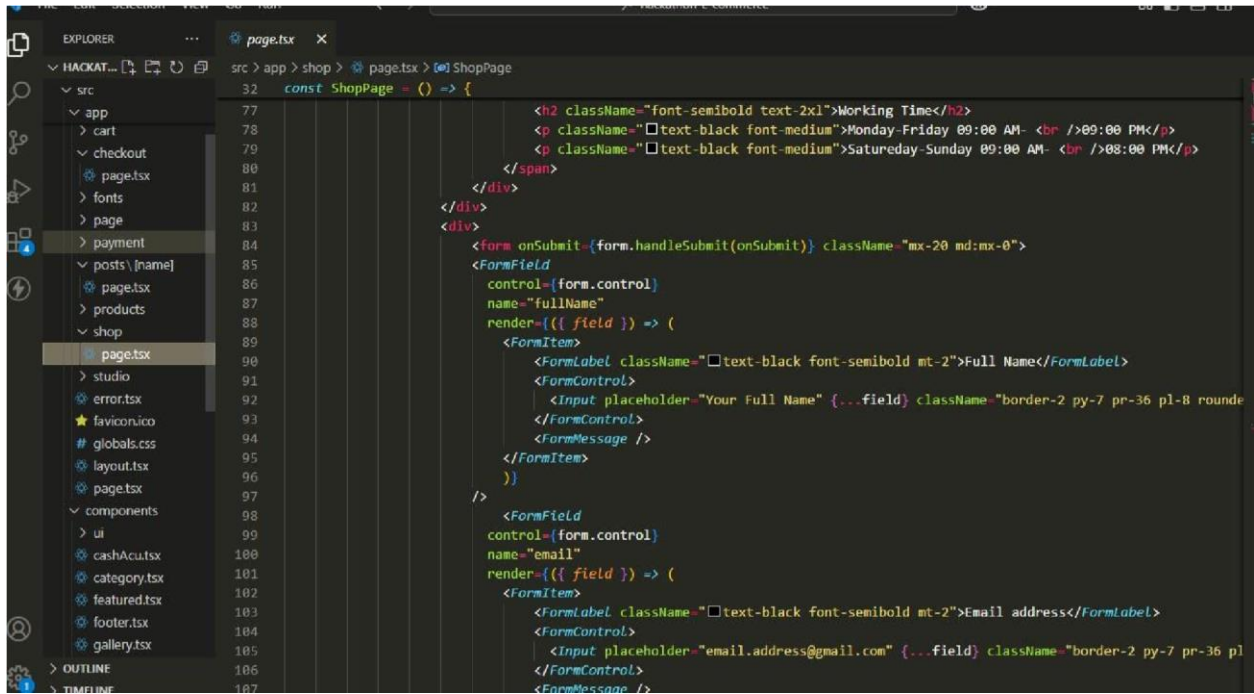 File Edit Selection View Go Run
hackathon-e-commerce
EXPLORER ...
HACKAT...
src
app
cart
checkout
page.tsx
fonts
page
payment
posts\[name]
page.tsx
products
shop
page.tsx
studio
error.tsx
favicon.ico
# globals.css
layout.tsx
page.tsx
components
ui
cashAcu.tsx
category.tsx
featured.tsx
footer.tsx
gallery.tsx
OUTLINE
TIMELINE
4
1
page.tsx ×
src > app > shop > page.tsx > ShopPage
32 const ShopPage = () => {
77 <h2 className="font-semibold text-2xl">Working Time</h2>
78 <p className="text-black font-medium">Monday-Friday 09:00 AM- <br />09:00 PM</p>
79 <p className="text-black font-medium">Satureday-Sunday 09:00 AM- <br />08:00 PM</p>
80 </span>
81 </div>
82 </div>
83 <div>
84 <form onSubmit={form.handleSubmit(onSubmit)} className="mx-20 md:mx-0">
85 <FormField
86 control={form.control}
87 name="fullName"
88 render={({ field }) => (
89 <FormItem>
90 <FormLabel className="text-black font-semibold mt-2">Full Name</FormLabel>
91 <FormControl>
92 <Input placeholder="Your Full Name" {...field} className="border-2 py-7 pr-36 pl-8 rounde
93 </FormControl>
94 <FormMessage />
95 </FormItem>
96 )}
97 />
98 <FormField
99 control={form.control}
100 name="email"
101 render={({ field }) => (
102 <FormItem>
103 <FormLabel className="text-black font-semibold mt-2">Email address</FormLabel>
104 <FormControl>
105 <Input placeholder="email.address@gmail.com" {...field} className="border-2 py-7 pr-36 pl
106 </FormControl>
107 <FormMessage />